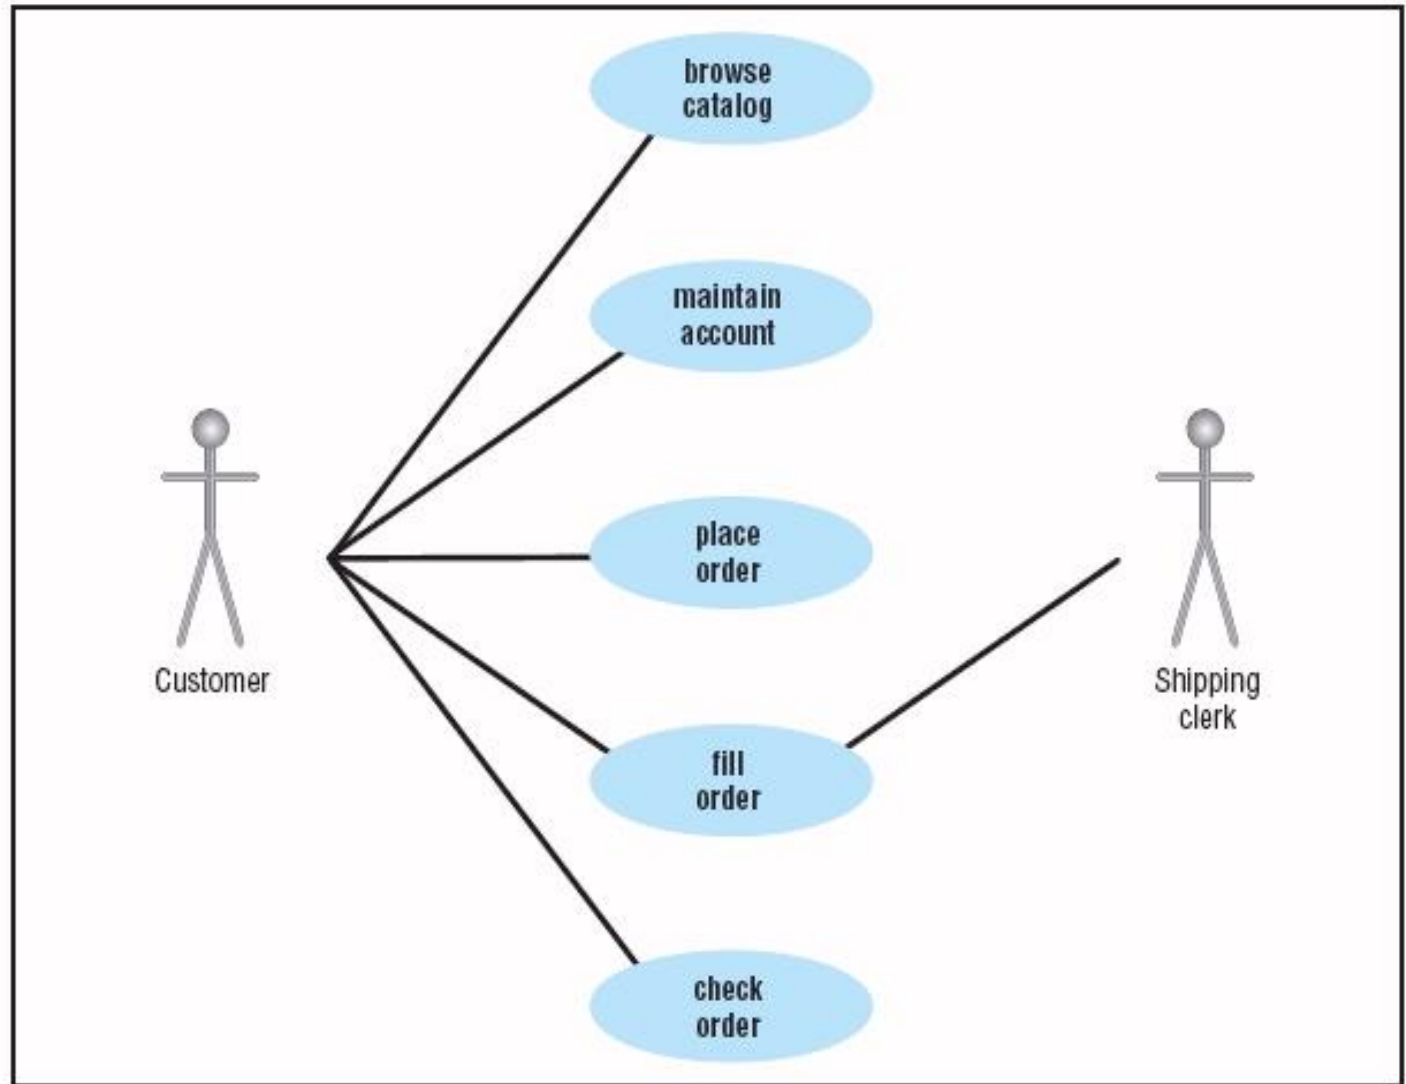 browse
catalog
maintain
account
place
order
Customer
Shipping
clerk
fill
order
check
order